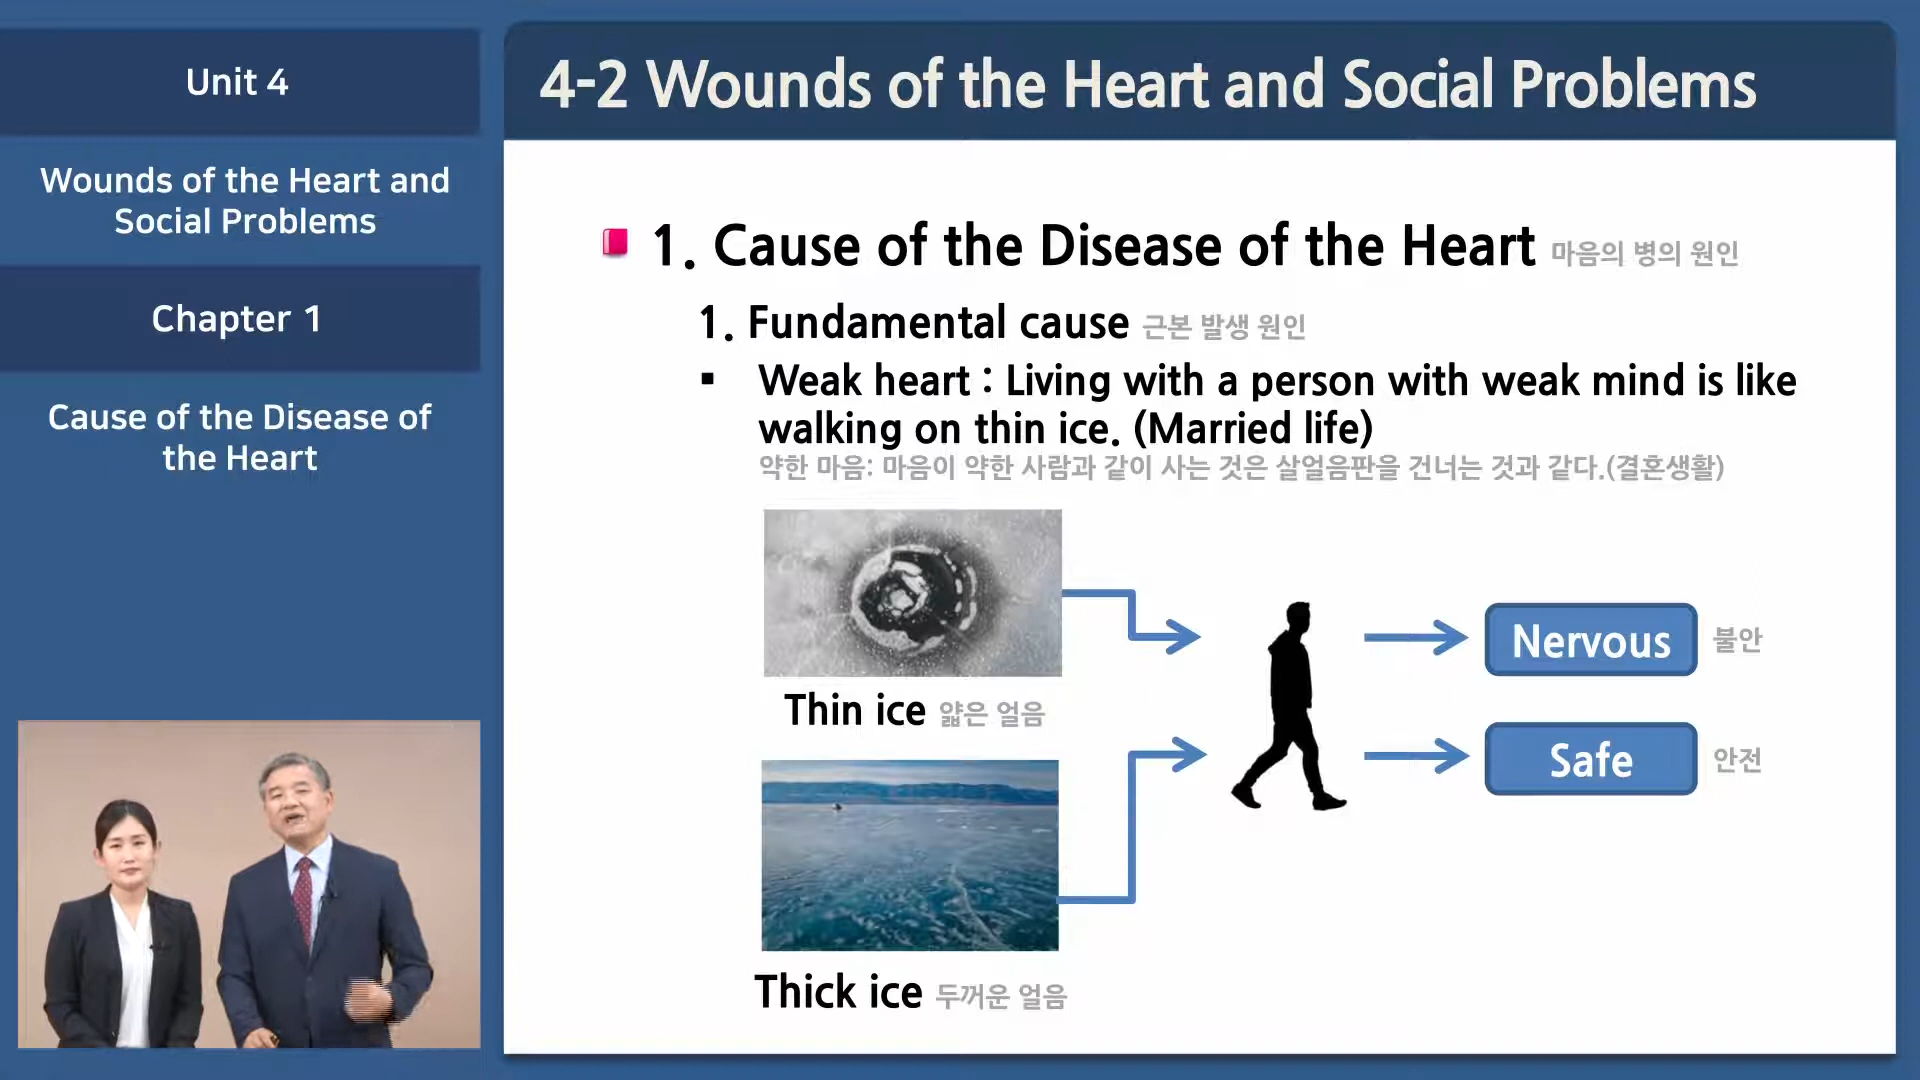 Unit 4
Wounds of the Heart and
Social Problems
Chapter 1
Cause of the Disease of
the Heart
4-2 Wounds of the Heart and Social Problems
1. Cause of the Disease of the Heart 마음의 병의 원인
1. Fundamental cause 근본 발생 원인
▪ Weak heart : Living with a person with weak mind is like
walking on thin ice. (Married life)
약한 마음: 마음이 약한 사람과 같이 사는 것은 살얼음판을 건너는 것과 같다.(결혼생활)
Nervous 불안
Thin ice 얇은 얼음
Safe 안전
Thick ice 두꺼운 얼음